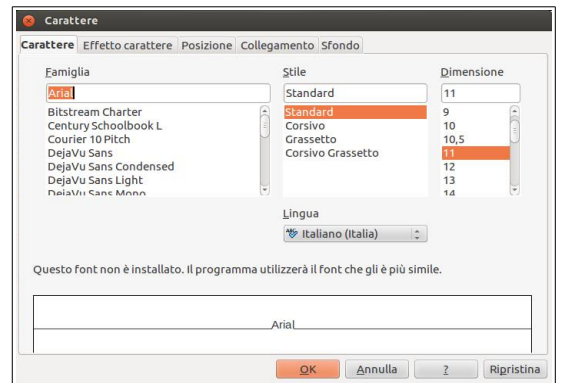 Carattere
Carattere Effetto carattere Posizione Collegamento Sfondo
Famiglia
Arial
Bitstream Charter
Century Schoolbook L
Courier 10 Pitch
DejaVu Sans
DejaVu Sans Condensed
DejaVu Sans Light
DejaVu Sans Mono
Stile
Standard
Standard
Corsivo
Grassetto
Corsivo Grassetto
Dimensione
11
9
10
10,5
11
12
13
14
Lingua
ABC Italiano (Italia)
Questo font non è installato. Il programma utilizzerà il font che gli è più simile.
Arial
OK Annulla ? Ripristina